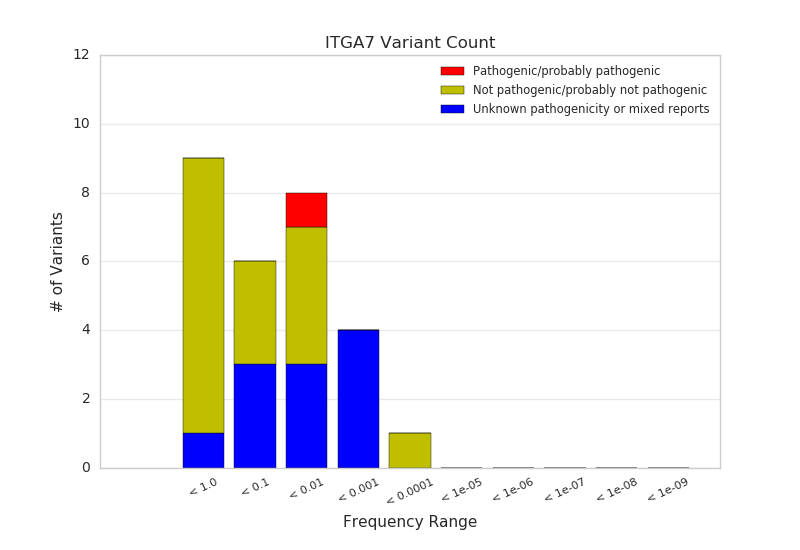 ITGA7 Variant Count
Pathogenic/probably pathogenic
Not pathogenic/probably not pathogenic
Unknown pathogenicity or mixed reports
12
10
8
6
4
2
0
# of Variants
< 1.0
< 0.1
< 0.01
< 0.001
< 0.0001
< 1e-05
< 1e-06
< 1e-07
< 1e-08
< 1e-09
Frequency Range